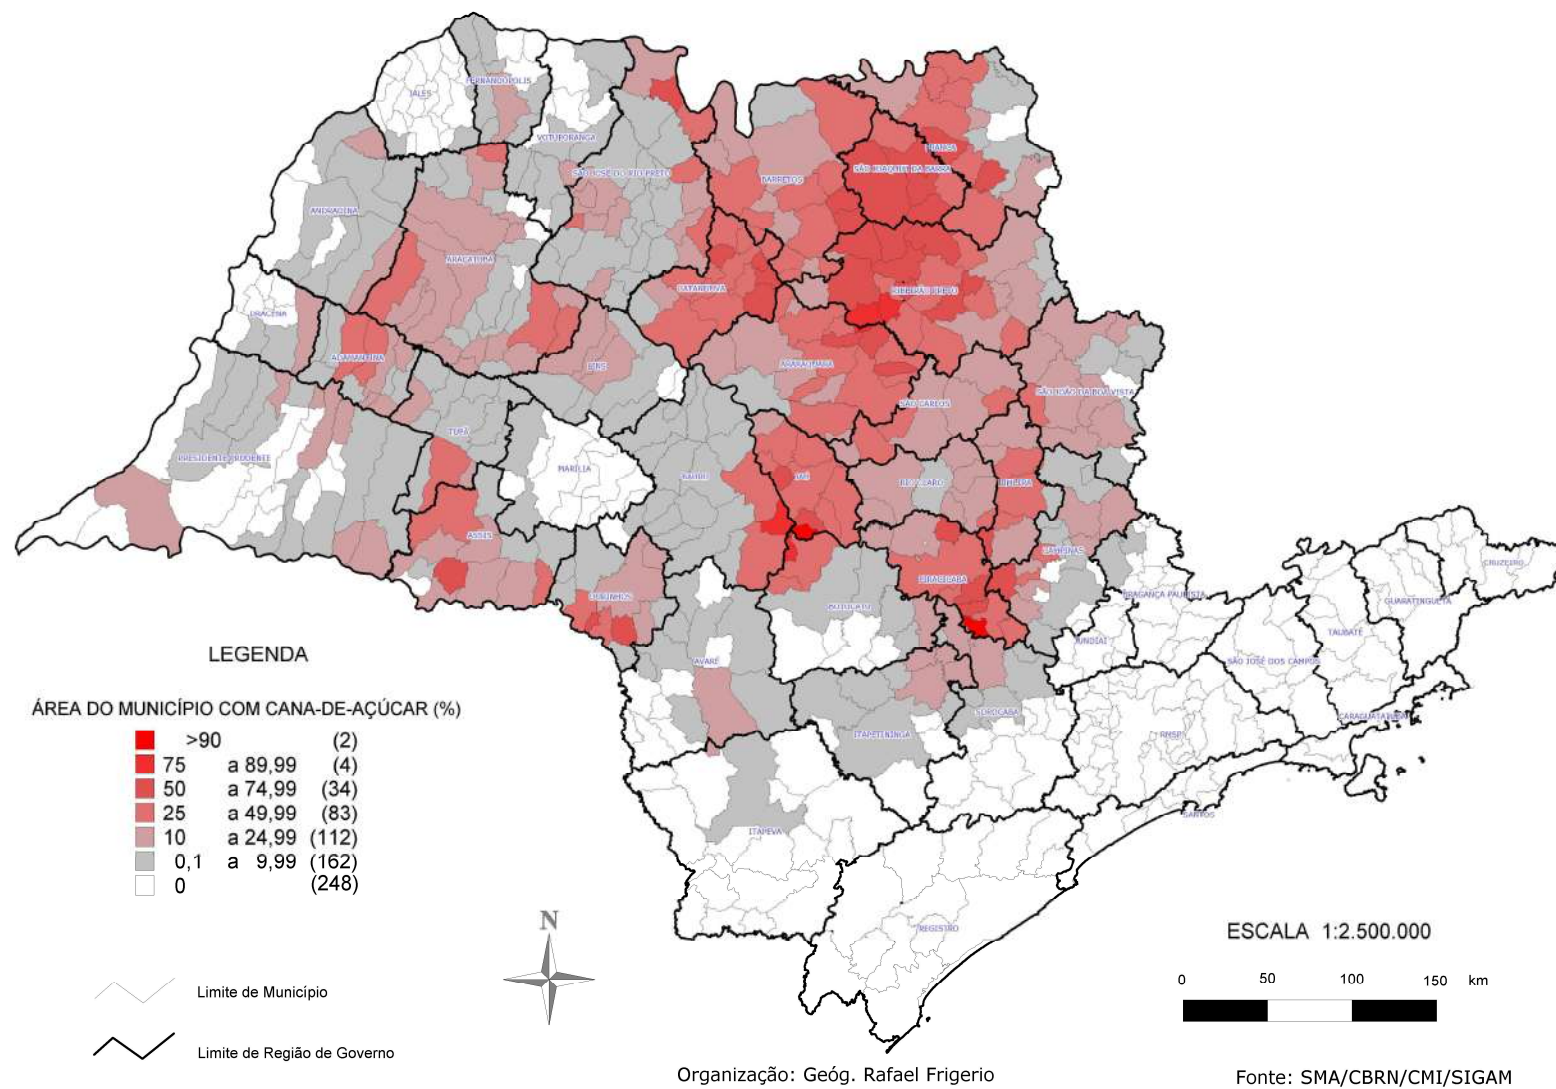 JALES
FERNANDÓPOLIS
VOTUPORANGA
SÃO JOSÉ DO RIO PRETO
BARRETOS
FRANCA
SÃO JOAQUIM DA BARRA
ANDRADINA
ARAÇATUBA
CATANDUVA
RIBEIRÃO PRETO
DRACENA
ADAMANTINA
LINS
ARARAQUARA
SÃO CARLOS
SÃO JOÃO DA BOA VISTA
TUPÃ
PRESIDENTE PRUDENTE
MARÍLIA
BAURU
JAÚ
RIO CLARO
LIMEIRA
ASSIS
CAMPINAS
CRUZEIRO
PIRACICABA
OURINHOS
BOTUCATU
BRAGANÇA PAULISTA
GUARATINGUETÁ
TAUBATÉ
JUNDIAÍ
AVARÉ
SÃO JOSÉ DOS CAMPOS
SOROCABA
CARAGUATATUBA
ITAPETININGA
RMSP
SANTOS
ITAPEVA
REGISTRO
LEGENDA
ÁREA DO MUNICÍPIO COM CANA-DE-AÇÚCAR (%)
>90 (2)
75 a 89,99 (4)
50 a 74,99 (34)
25 a 49,99 (83)
10 a 24,99 (112)
0,1 a 9,99 (162)
0 (248)
N
Limite de Município
Limite de Região de Governo
ESCALA 1:2.500.000
0 50 100 150 km
Organização: Geóg. Rafael Frigerio
Fonte: SMA/CBRN/CMI/SIGAM